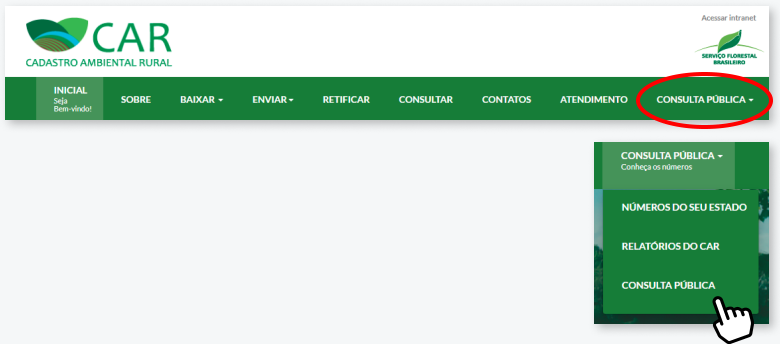 Acessar intranet
CAR
CADASTRO AMBIENTAL RURAL
SERVIÇO FLORESTAL
BRASILEIRO
INICIAL
Seja
Bem-vindo!
SOBRE
BAIXAR
ENVIAR
RETIFICAR
CONSULTAR
CONTATOS
ATENDIMENTO
CONSULTA PÚBLICA
CONSULTA PÚBLICA
Conheça os números
NÚMEROS DO SEU ESTADO
RELATÓRIOS DO CAR
CONSULTA PÚBLICA